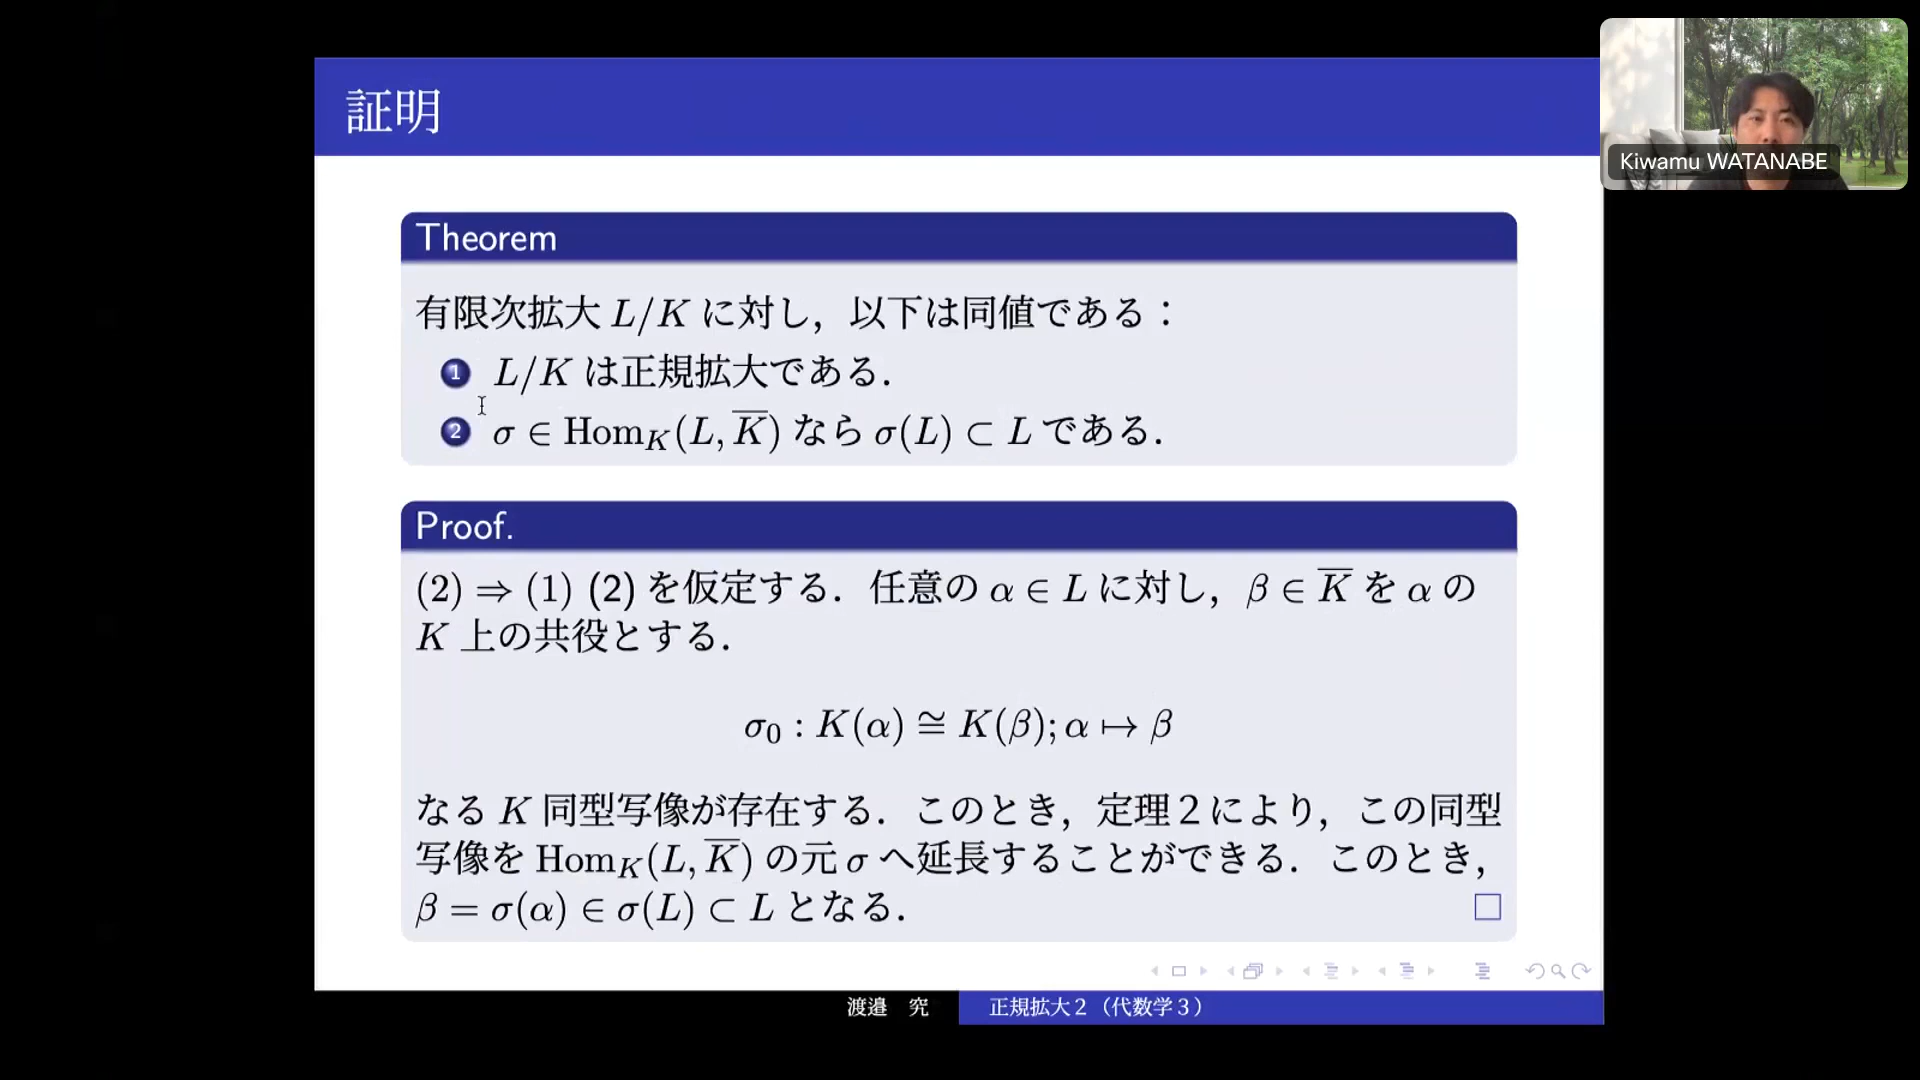 証明
Kiwamu WATANABE
Theorem
有限次拡大 L/K に対し，以下は同値である：
1 L/K は正規拡大である．
2 σ ∈ Hom_K(L, K̅) なら σ(L) ⊂ L である．
Proof.
(2) ⇒ (1) (2) を仮定する．任意の α ∈ L に対し，β ∈ K̅ を α の
K 上の共役とする．
σ₀ : K(α) ≅ K(β); α ↦ β
なる K 同型写像が存在する．このとき，定理２により，この同型
写像を Hom_K(L, K̅) の元 σ へ延長することができる．このとき，
β = σ(α) ∈ σ(L) ⊂ L となる．
渡邉 究
正規拡大２（代数学３）